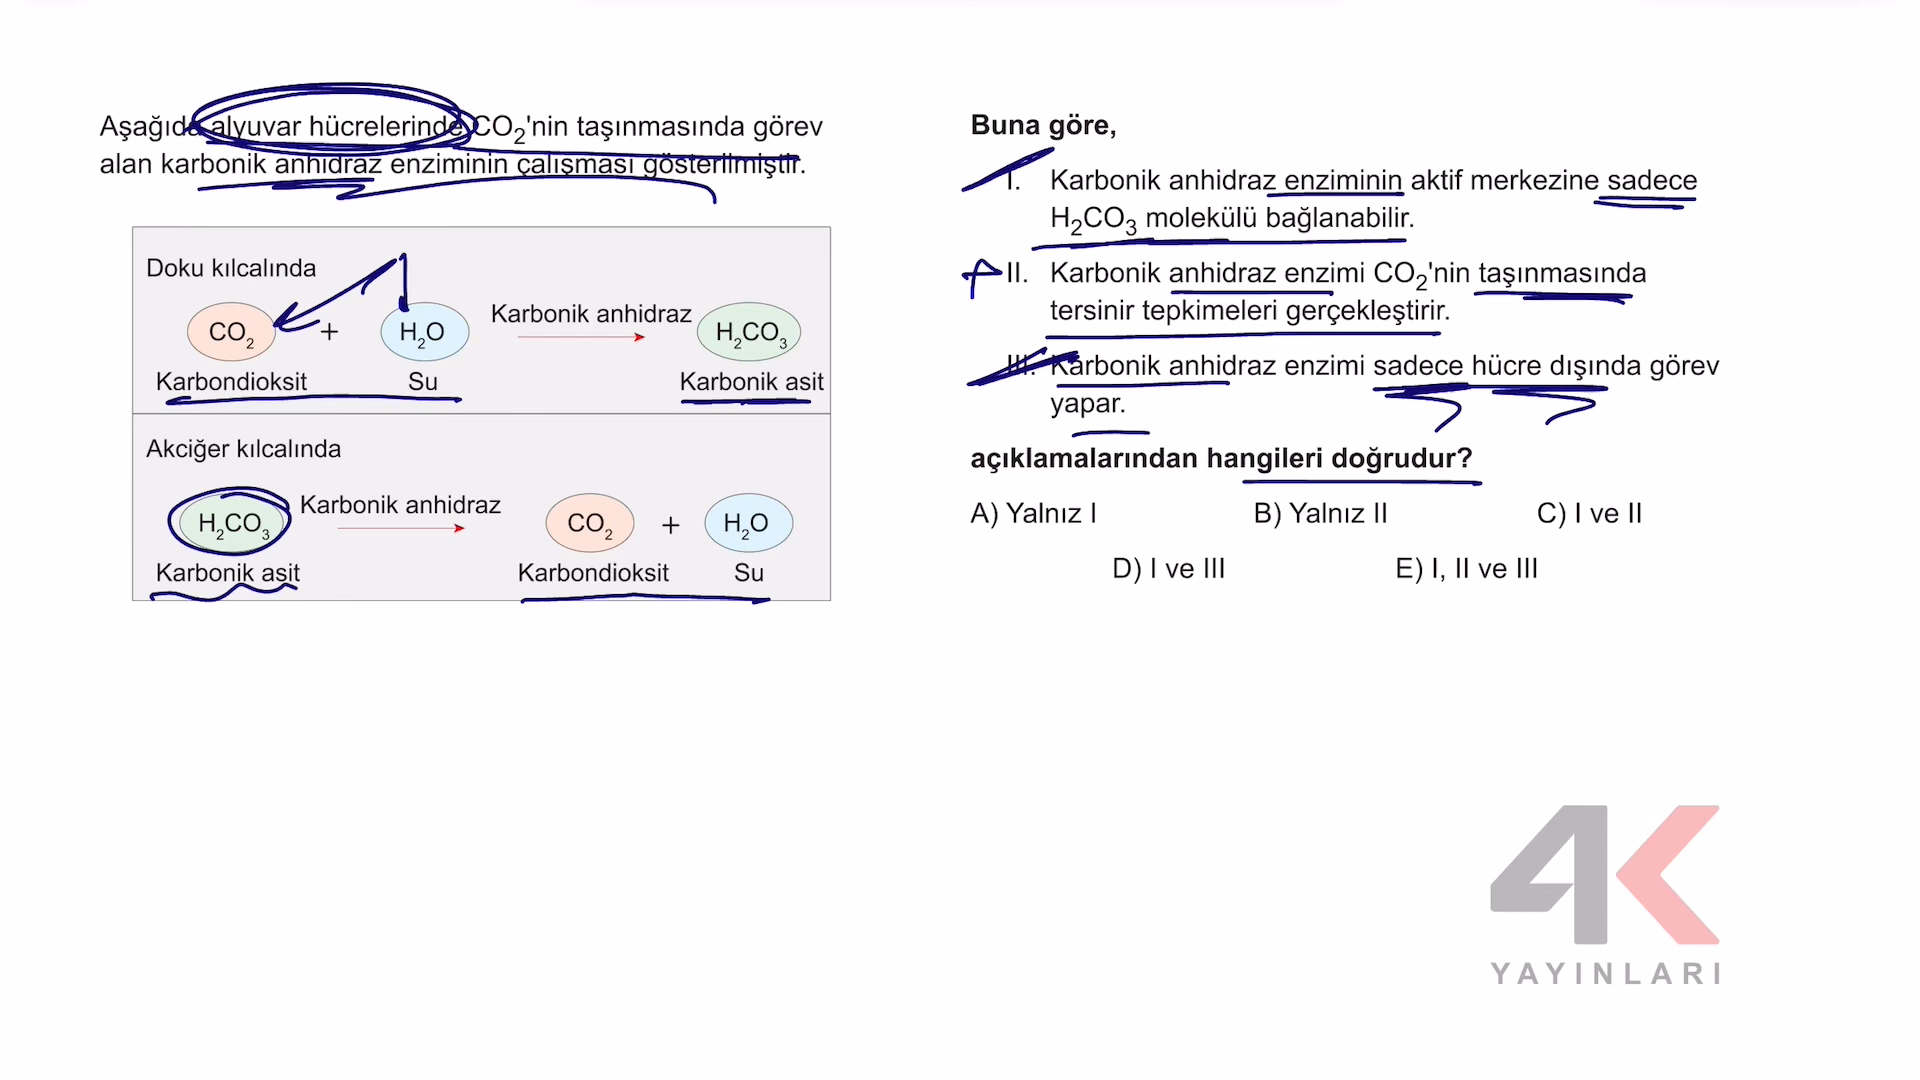 Aşağıda alyuvar hücrelerinde CO₂'nin taşınmasında görev
alan karbonik anhidraz enziminin çalışması gösterilmiştir.
Doku kılcalında
CO₂ + H₂O Karbonik anhidraz H₂CO₃
Karbondioksit Su Karbonik asit
Akciğer kılcalında
H₂CO₃ Karbonik anhidraz CO₂ + H₂O
Karbonik asit Karbondioksit Su
Buna göre,
I. Karbonik anhidraz enziminin aktif merkezine sadece
H₂CO₃ molekülü bağlanabilir.
II. Karbonik anhidraz enzimi CO₂'nin taşınmasında
tersinir tepkimeleri gerçekleştirir.
III. Karbonik anhidraz enzimi sadece hücre dışında görev
yapar.
açıklamalarından hangileri doğrudur?
A) Yalnız I B) Yalnız II C) I ve II
D) I ve III E) I, II ve III
4K
YAYINLARI